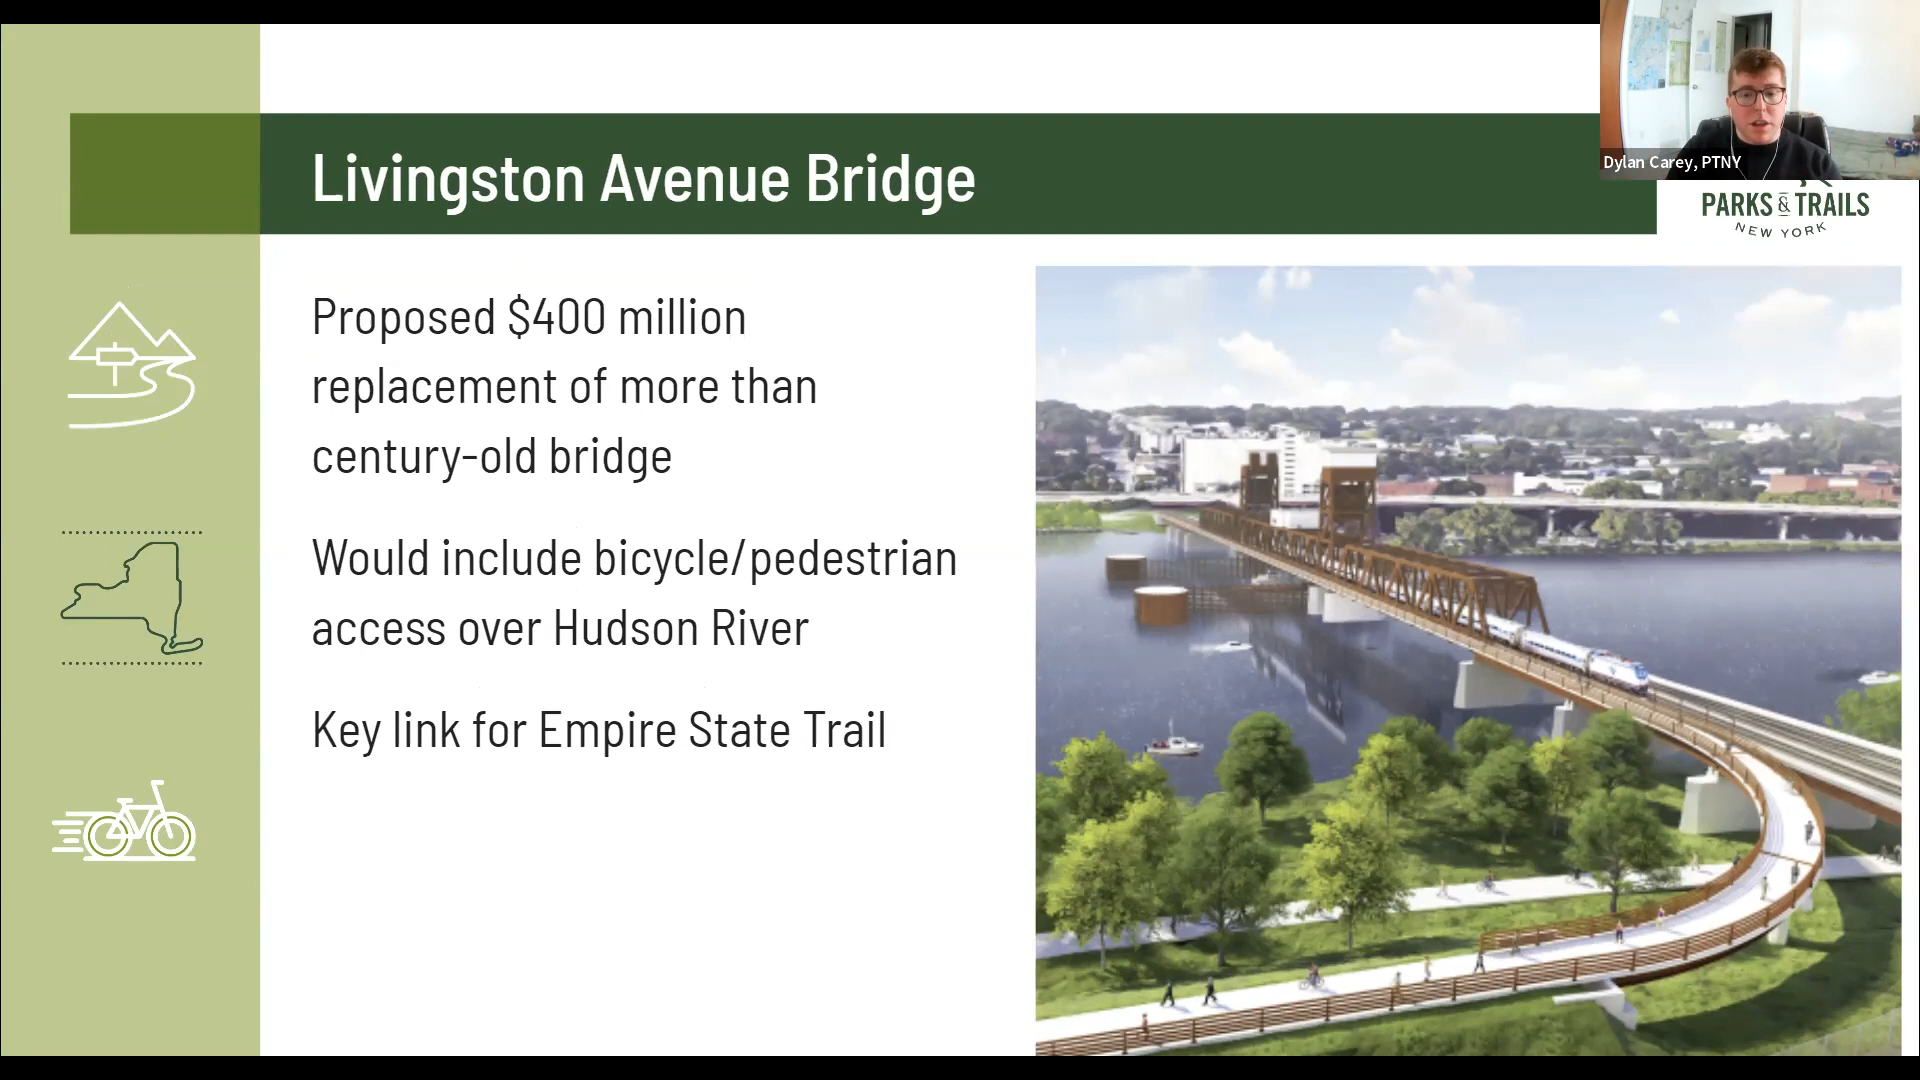 Livingston Avenue Bridge
Dylan Carey, PTNY
PARKS & TRAILS
NEW YORK
Proposed $400 million
replacement of more than
century-old bridge
Would include bicycle/pedestrian
access over Hudson River
Key link for Empire State Trail